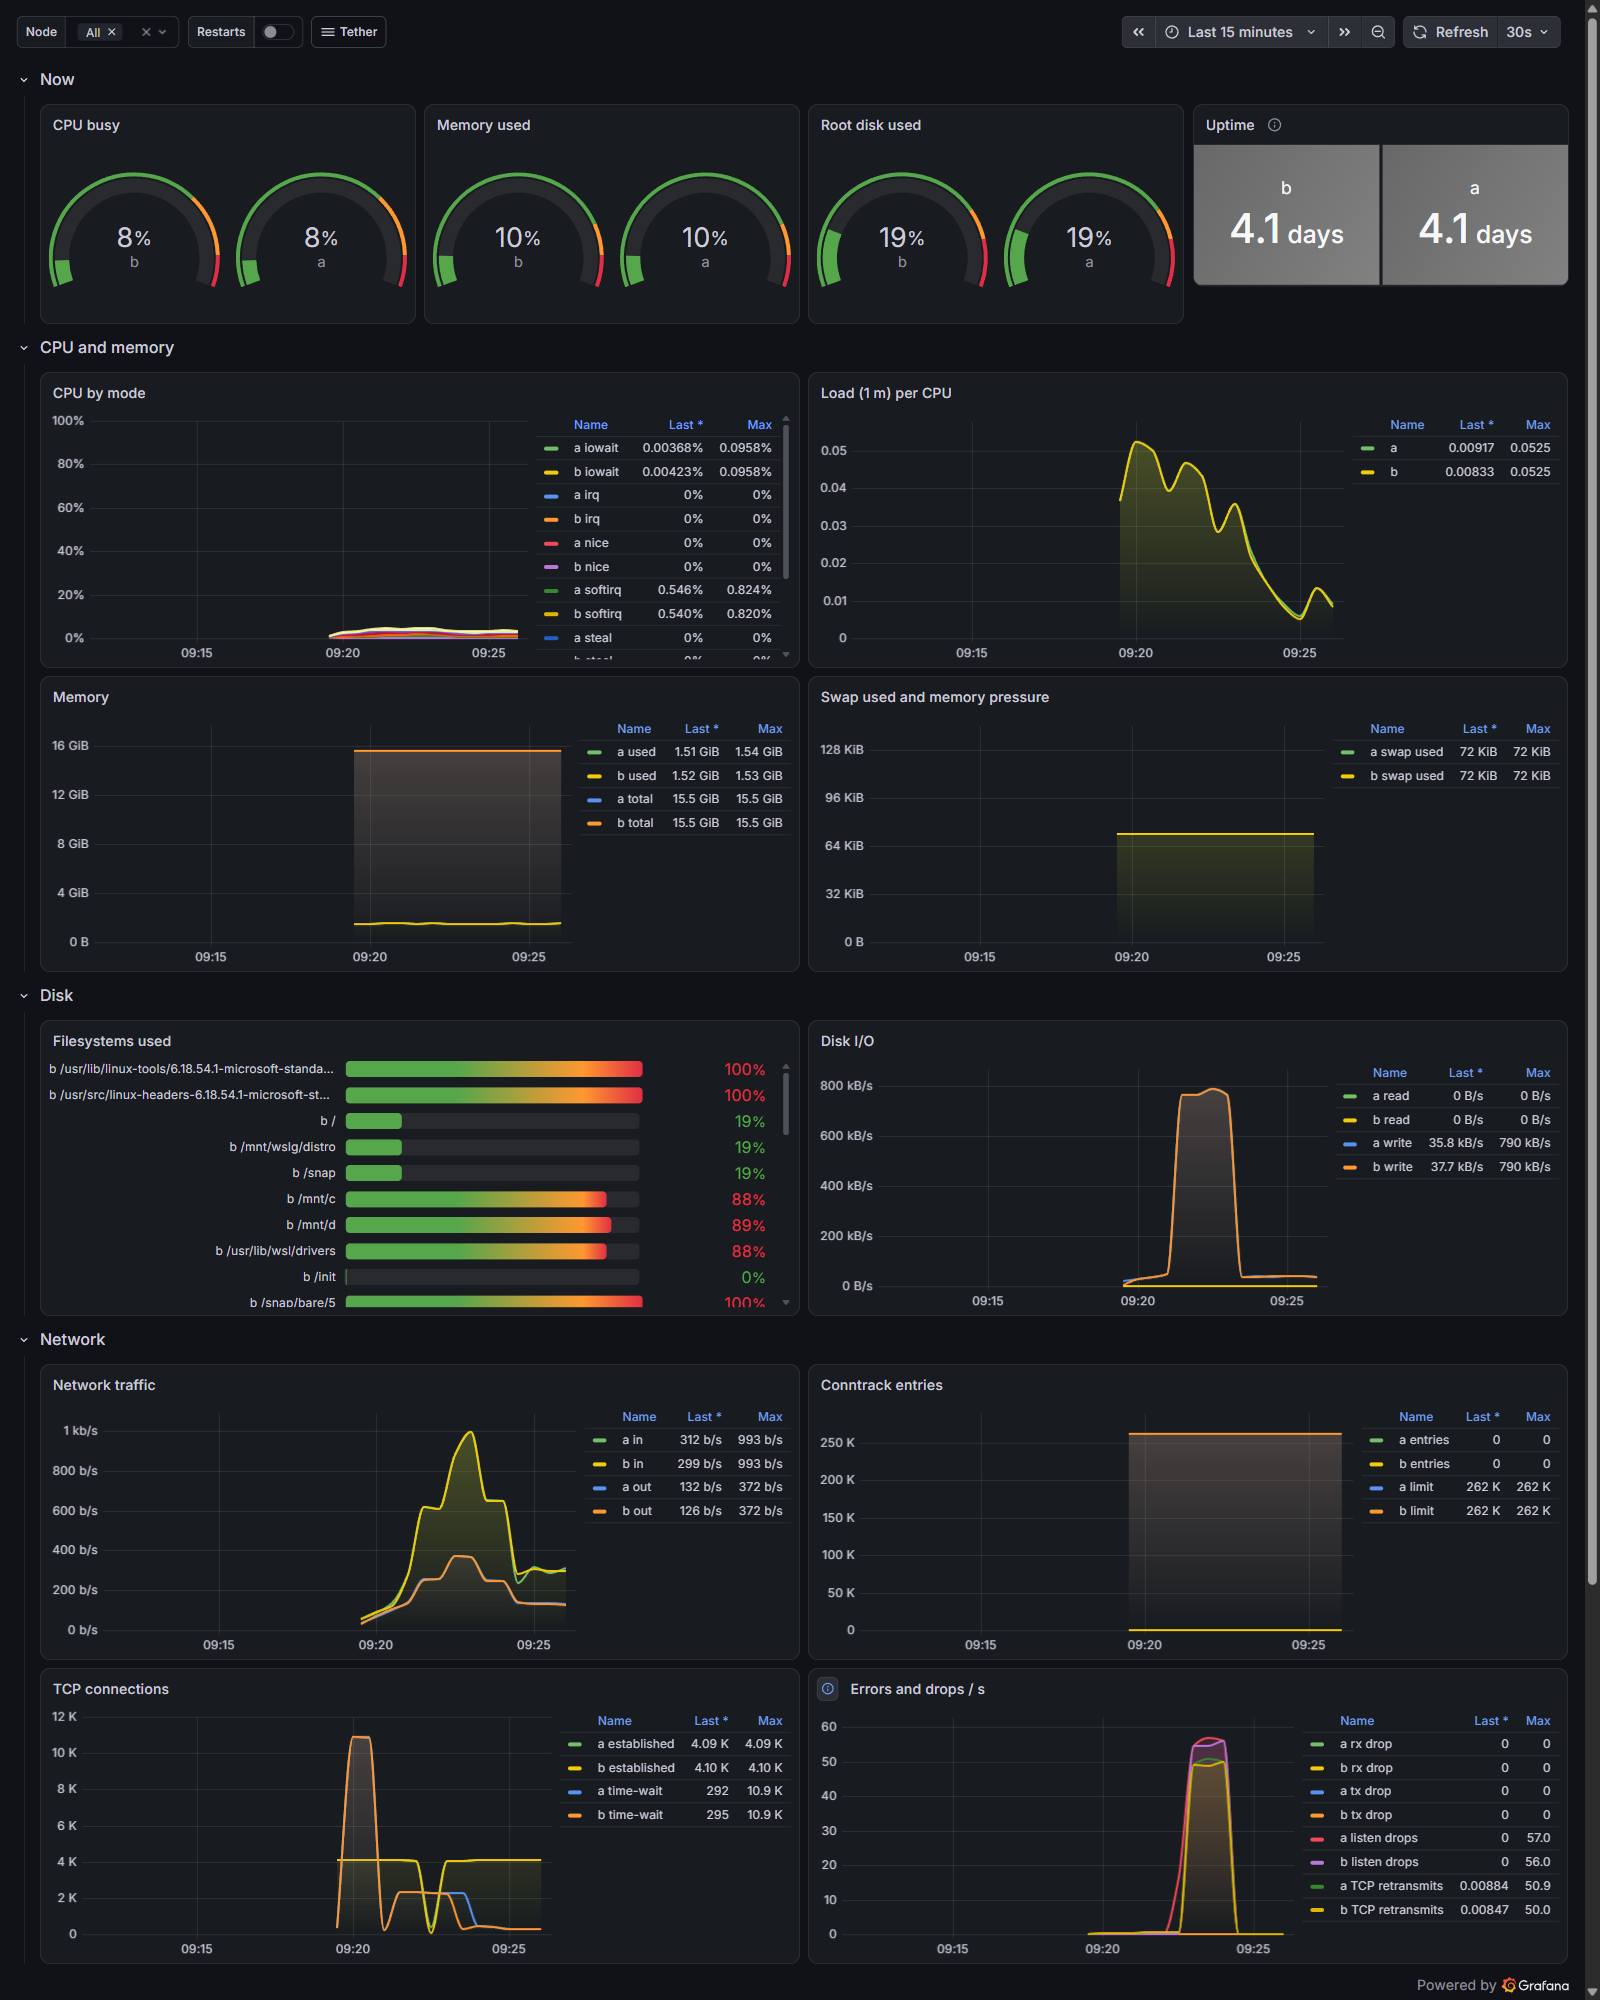 Node All Restarts Tether Last 15 minutes Refresh 30s
Now
CPU busy
8%
b
8%
a
Memory used
10%
b
10%
a
Root disk used
19%
b
19%
a
Uptime
b
4.1 days
a
4.1 days
CPU and memory
CPU by mode
100%
80%
60%
40%
20%
0%
09:15 09:20 09:25
Name Last * Max
a iowait 0.00368% 0.0958%
b iowait 0.00423% 0.0958%
a irq 0% 0%
b irq 0% 0%
a nice 0% 0%
b nice 0% 0%
a softirq 0.546% 0.824%
b softirq 0.540% 0.820%
a steal 0% 0%
Load (1 m) per CPU
0.05
0.04
0.03
0.02
0.01
0
09:15 09:20 09:25
Name Last * Max
a 0.00917 0.0525
b 0.00833 0.0525
Memory
16 GiB
12 GiB
8 GiB
4 GiB
0 B
09:15 09:20 09:25
Name Last * Max
a used 1.51 GiB 1.54 GiB
b used 1.52 GiB 1.53 GiB
a total 15.5 GiB 15.5 GiB
b total 15.5 GiB 15.5 GiB
Swap used and memory pressure
128 KiB
96 KiB
64 KiB
32 KiB
0 B
09:15 09:20 09:25
Name Last * Max
a swap used 72 KiB 72 KiB
b swap used 72 KiB 72 KiB
Disk
Filesystems used
b /usr/lib/linux-tools/6.18.54.1-microsoft-standa... 100%
b /usr/src/linux-headers-6.18.54.1-microsoft-st... 100%
b / 19%
b /mnt/wslg/distro 19%
b /snap 19%
b /mnt/c 88%
b /mnt/d 89%
b /usr/lib/wsl/drivers 88%
b /init 0%
b /snap/bare/5 100%
Disk I/O
800 kB/s
600 kB/s
400 kB/s
200 kB/s
0 B/s
09:15 09:20 09:25
Name Last * Max
a read 0 B/s 0 B/s
b read 0 B/s 0 B/s
a write 35.8 kB/s 790 kB/s
b write 37.7 kB/s 790 kB/s
Network
Network traffic
1 kb/s
800 b/s
600 b/s
400 b/s
200 b/s
0 b/s
09:15 09:20 09:25
Name Last * Max
a in 312 b/s 993 b/s
b in 299 b/s 993 b/s
a out 132 b/s 372 b/s
b out 126 b/s 372 b/s
Conntrack entries
250 K
200 K
150 K
100 K
50 K
0
09:15 09:20 09:25
Name Last * Max
a entries 0 0
b entries 0 0
a limit 262 K 262 K
b limit 262 K 262 K
TCP connections
12 K
10 K
8 K
6 K
4 K
2 K
0
09:15 09:20 09:25
Name Last * Max
a established 4.09 K 4.09 K
b established 4.10 K 4.10 K
a time-wait 292 10.9 K
b time-wait 295 10.9 K
Errors and drops / s
60
50
40
30
20
10
0
09:15 09:20 09:25
Name Last * Max
a rx drop 0 0
b rx drop 0 0
a tx drop 0 0
b tx drop 0 0
a listen drops 0 57.0
b listen drops 0 56.0
a TCP retransmits 0.00884 50.9
b TCP retransmits 0.00847 50.0
Powered by Grafana